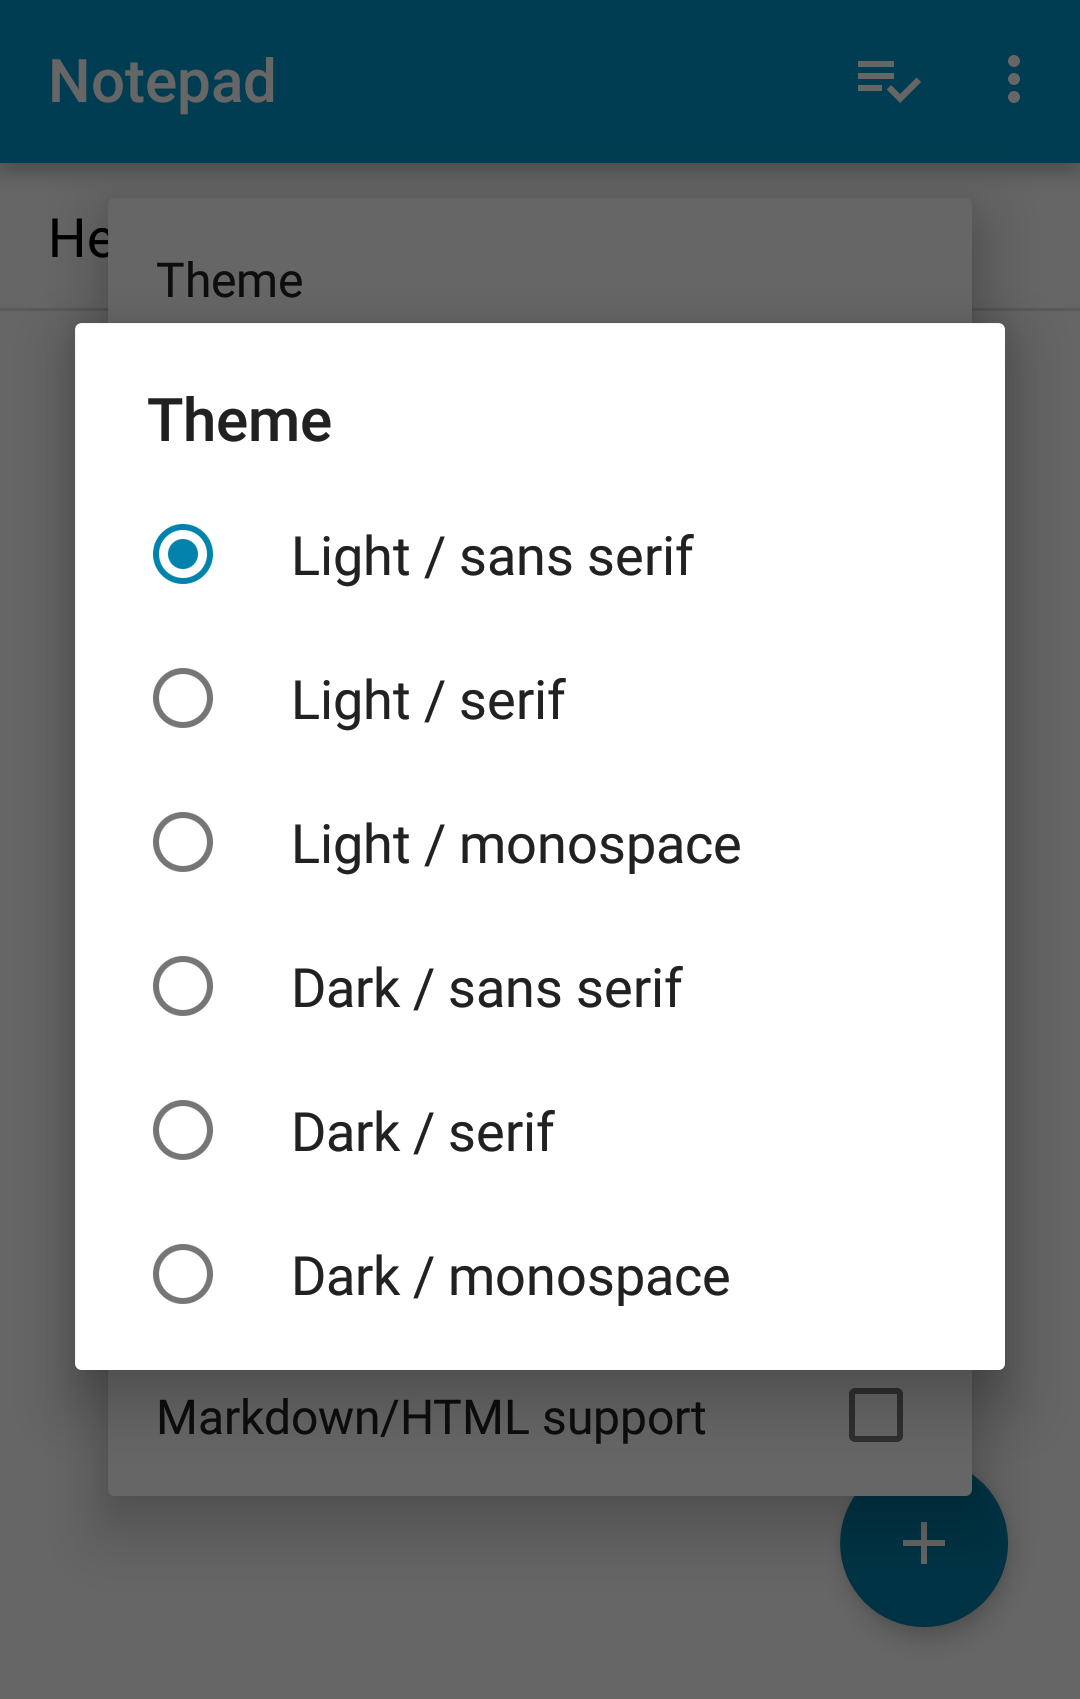 Notepad
He
Theme
Theme
Light / sans serif
Light / serif
Light / monospace
Dark / sans serif
Dark / serif
Dark / monospace
Markdown/HTML support